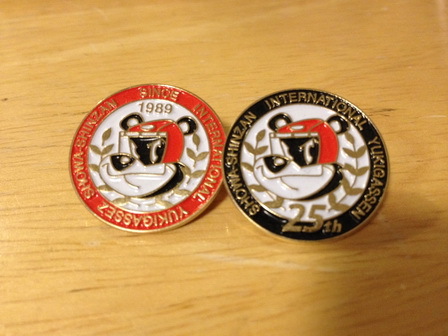 SHOWA-SHINZAN SINCE INTERNATIONAL YUKIGASSEN
1989
SHOWA-SHINZAN INTERNATIONAL YUKIGASSEN
25th